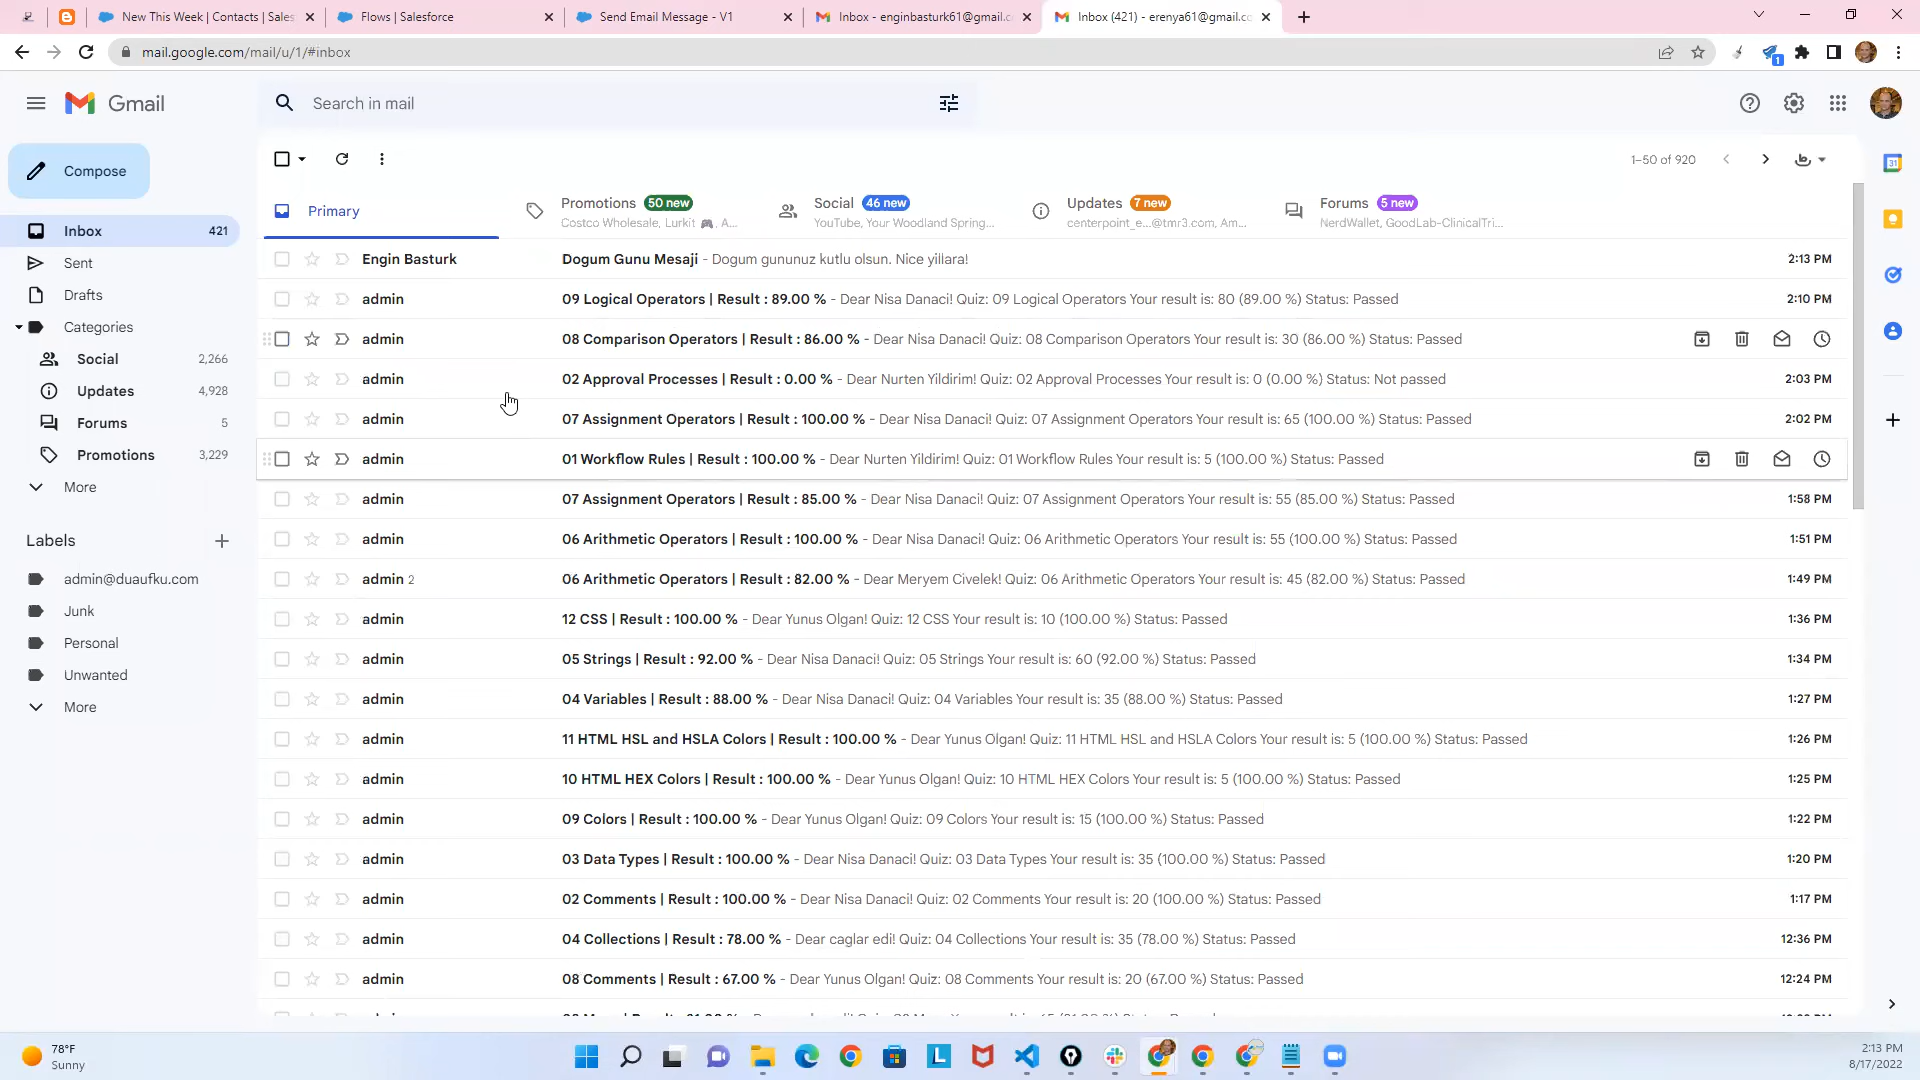 New This Week | Contacts | Sales
Flows | Salesforce
Send Email Message - V1
Inbox - enginbasturk61@gmail.c
Inbox (421) - erenya61@gmail.co
mail.google.com/mail/u/1/#inbox
1
Gmail
Search in mail
Compose
1–50 of 920
31
Primary
Promotions 50 new
Costco Wholesale, Lurkit 🎮, A...
Social 46 new
YouTube, Your Woodland Spring...
Updates 7 new
centerpoint_e...@tmr3.com, Am...
Forums 5 new
NerdWallet, GoodLab-ClinicalTri...
Inbox 421
Sent
Drafts
Categories
Social 2,266
Updates 4,928
Forums 5
Promotions 3,229
More
Labels
admin@duaufku.com
Junk
Personal
Unwanted
More
Engin Basturk Dogum Gunu Mesaji - Dogum gununuz kutlu olsun. Nice yillara! 2:13 PM
admin 09 Logical Operators | Result : 89.00 % - Dear Nisa Danaci! Quiz: 09 Logical Operators Your result is: 80 (89.00 %) Status: Passed 2:10 PM
admin 08 Comparison Operators | Result : 86.00 % - Dear Nisa Danaci! Quiz: 08 Comparison Operators Your result is: 30 (86.00 %) Status: Passed
admin 02 Approval Processes | Result : 0.00 % - Dear Nurten Yildirim! Quiz: 02 Approval Processes Your result is: 0 (0.00 %) Status: Not passed 2:03 PM
admin 07 Assignment Operators | Result : 100.00 % - Dear Nisa Danaci! Quiz: 07 Assignment Operators Your result is: 65 (100.00 %) Status: Passed 2:02 PM
admin 01 Workflow Rules | Result : 100.00 % - Dear Nurten Yildirim! Quiz: 01 Workflow Rules Your result is: 5 (100.00 %) Status: Passed
admin 07 Assignment Operators | Result : 85.00 % - Dear Nisa Danaci! Quiz: 07 Assignment Operators Your result is: 55 (85.00 %) Status: Passed 1:58 PM
admin 06 Arithmetic Operators | Result : 100.00 % - Dear Nisa Danaci! Quiz: 06 Arithmetic Operators Your result is: 55 (100.00 %) Status: Passed 1:51 PM
admin 2 06 Arithmetic Operators | Result : 82.00 % - Dear Meryem Civelek! Quiz: 06 Arithmetic Operators Your result is: 45 (82.00 %) Status: Passed 1:49 PM
admin 12 CSS | Result : 100.00 % - Dear Yunus Olgan! Quiz: 12 CSS Your result is: 10 (100.00 %) Status: Passed 1:36 PM
admin 05 Strings | Result : 92.00 % - Dear Nisa Danaci! Quiz: 05 Strings Your result is: 60 (92.00 %) Status: Passed 1:34 PM
admin 04 Variables | Result : 88.00 % - Dear Nisa Danaci! Quiz: 04 Variables Your result is: 35 (88.00 %) Status: Passed 1:27 PM
admin 11 HTML HSL and HSLA Colors | Result : 100.00 % - Dear Yunus Olgan! Quiz: 11 HTML HSL and HSLA Colors Your result is: 5 (100.00 %) Status: Passed 1:26 PM
admin 10 HTML HEX Colors | Result : 100.00 % - Dear Yunus Olgan! Quiz: 10 HTML HEX Colors Your result is: 5 (100.00 %) Status: Passed 1:25 PM
admin 09 Colors | Result : 100.00 % - Dear Yunus Olgan! Quiz: 09 Colors Your result is: 15 (100.00 %) Status: Passed 1:22 PM
admin 03 Data Types | Result : 100.00 % - Dear Nisa Danaci! Quiz: 03 Data Types Your result is: 35 (100.00 %) Status: Passed 1:20 PM
admin 02 Comments | Result : 100.00 % - Dear Nisa Danaci! Quiz: 02 Comments Your result is: 20 (100.00 %) Status: Passed 1:17 PM
admin 04 Collections | Result : 78.00 % - Dear caglar edi! Quiz: 04 Collections Your result is: 35 (78.00 %) Status: Passed 12:36 PM
admin 08 Comments | Result : 67.00 % - Dear Yunus Olgan! Quiz: 08 Comments Your result is: 20 (67.00 %) Status: Passed 12:24 PM
78°F
Sunny
L
2:13 PM
8/17/2022